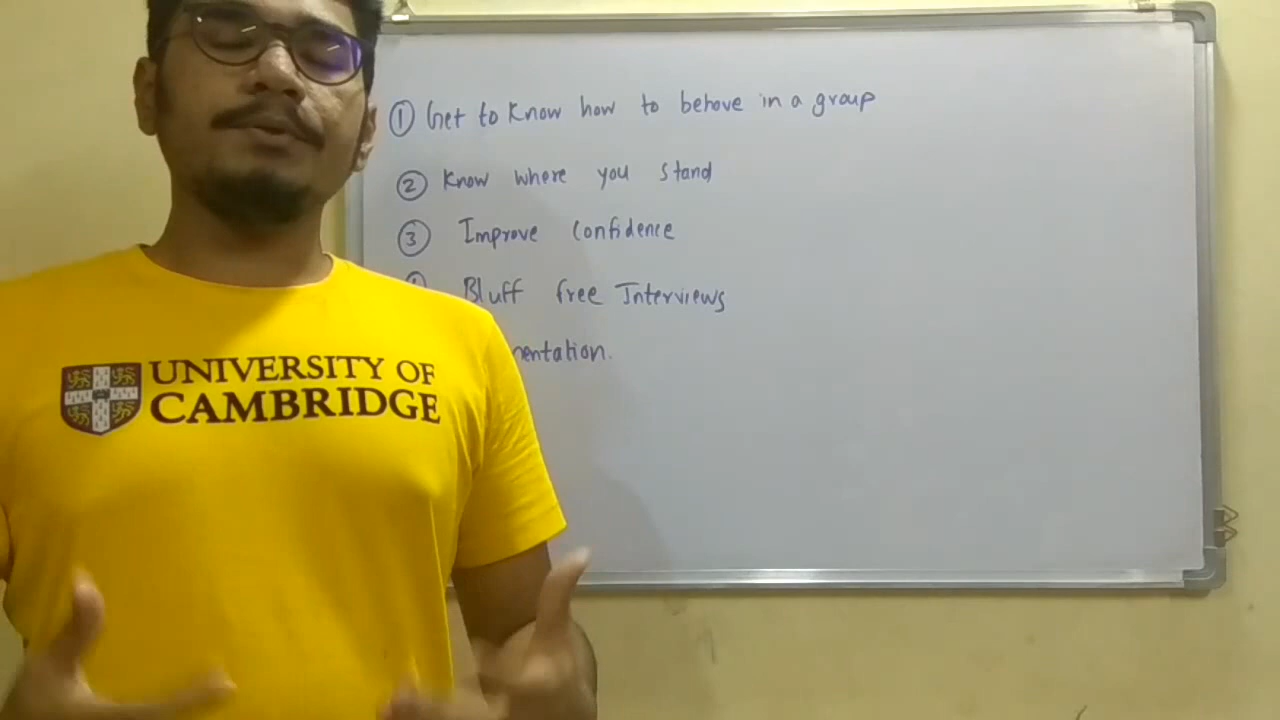 ① Get to Know how to behave in a group
② Know where you stand
③ Improve Confidence
Bluff free Interviews
UNIVERSITY OF
CAMBRIDGE